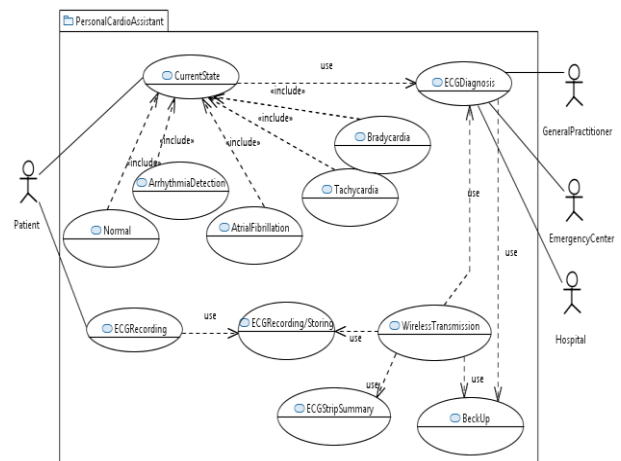 PersonalCardioAssistant
CurrentState
use
ECGDiagnosis
«include»
GeneralPractitioner
«include»
Bradycardia
«include»
«include»
ArrhythmiaDetection
Tachycardia
use
Patient
Normal
AtrialFibrillation
use
EmergencyCenter
ECGRecording
use
ECGRecording/Storing
use
WirelessTransmission
Hospital
use
use
ECGStripSummary
BeckUp